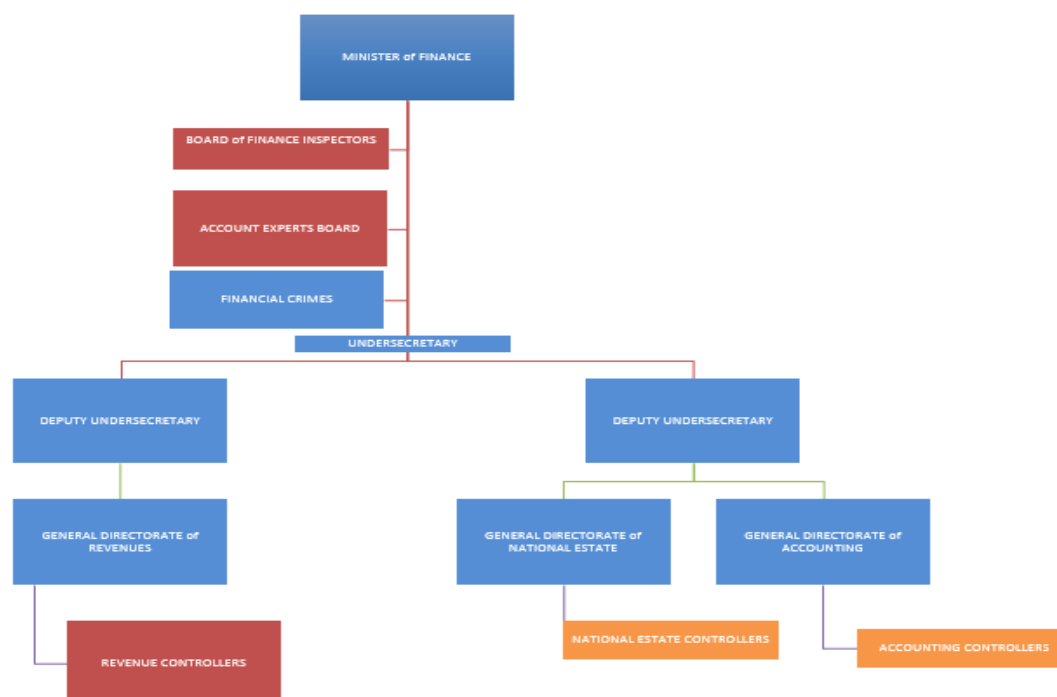 MINISTER of FINANCE
BOARD of FINANCE INSPECTORS
ACCOUNT EXPERTS BOARD
FINANCIAL CRIMES
UNDERSECRETARY
DEPUTY UNDERSECRETARY
DEPUTY UNDERSECRETARY
GENERAL DIRECTORATE of
REVENUES
GENERAL DIRECTORATE of
NATIONAL ESTATE
GENERAL DIRECTORATE of
ACCOUNTING
REVENUE CONTROLLERS
NATIONAL ESTATE CONTROLLERS
ACCOUNTING CONTROLLERS